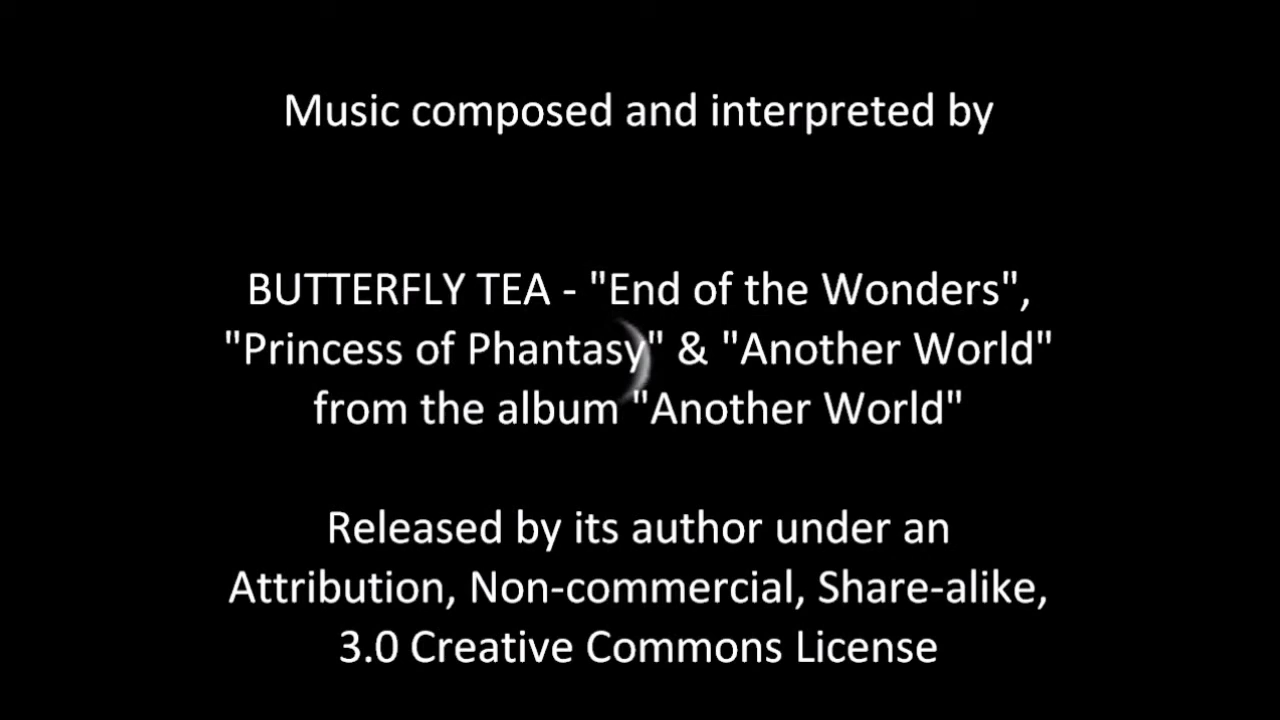 Music composed and interpreted by
BUTTERFLY TEA - "End of the Wonders",
"Princess of Phantasy" & "Another World"
from the album "Another World"
Released by its author under an
Attribution, Non-commercial, Share-alike,
3.0 Creative Commons License